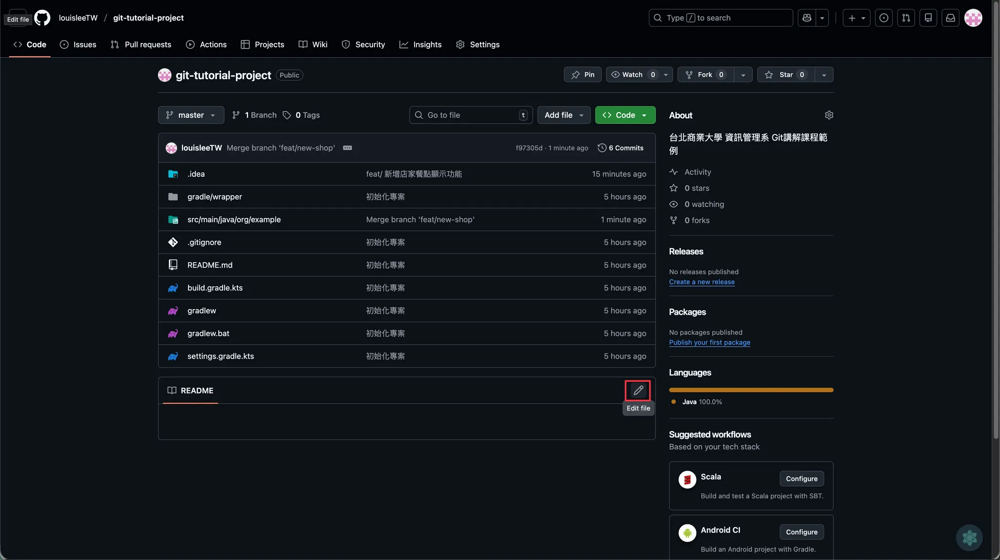 Edit file
louisleeTW / git-tutorial-project
Type / to search
Code
Issues
Pull requests
Actions
Projects
Wiki
Security
Insights
Settings
git-tutorial-project
Public
Pin
Watch 0
Fork 0
Star 0
master
1 Branch
0 Tags
Go to file
t
Add file
Code
louisleeTW Merge branch 'feat/new-shop'
f97305d · 1 minute ago
6 Commits
.idea feat/ 新增店家餐點顯示功能 15 minutes ago
gradle/wrapper 初始化專案 5 hours ago
src/main/java/org/example Merge branch 'feat/new-shop' 1 minute ago
.gitignore 初始化專案 5 hours ago
README.md 初始化專案 5 hours ago
build.gradle.kts 初始化專案 5 hours ago
gradlew 初始化專案 5 hours ago
gradlew.bat 初始化專案 5 hours ago
settings.gradle.kts 初始化專案 5 hours ago
README
Edit file
About
台北商業大學 資訊管理系 Git講解課程範
例
Activity
0 stars
0 watching
0 forks
Releases
No releases published
Create a new release
Packages
No packages published
Publish your first package
Languages
Java 100.0%
Suggested workflows
Based on your tech stack
Scala
Configure
Build and test a Scala project with SBT.
Android CI
Configure
Build an Android project with Gradle.